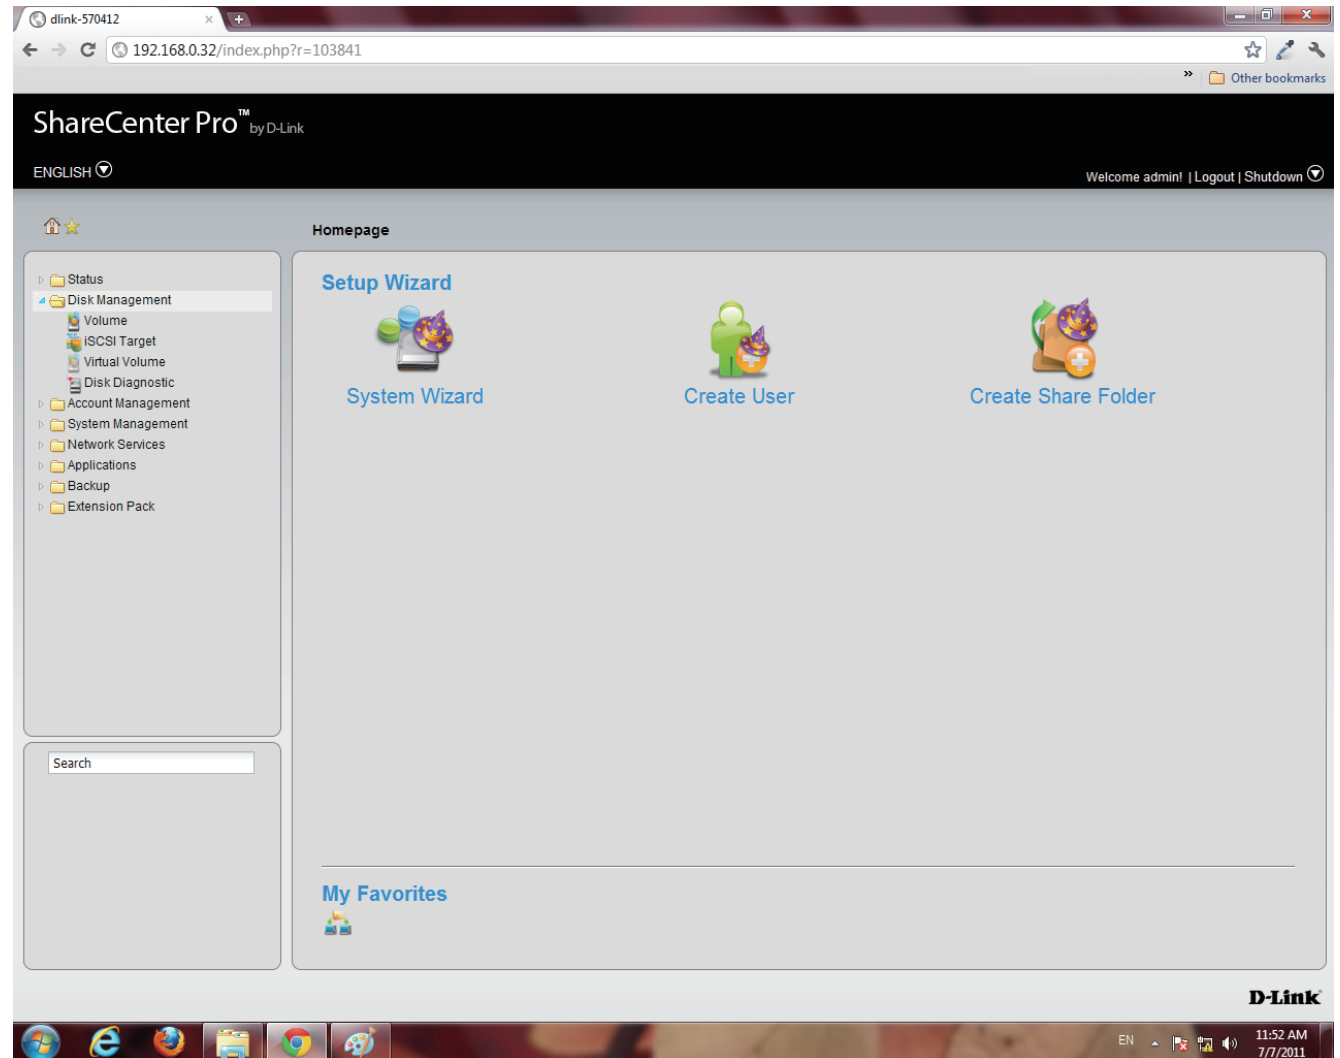 dlink-570412
192.168.0.32/index.php?r=103841
» Other bookmarks
ShareCenter Pro™ by D-Link
ENGLISH
Welcome admin! | Logout | Shutdown
Homepage
Status
Disk Management
Volume
iSCSI Target
Virtual Volume
Disk Diagnostic
Account Management
System Management
Network Services
Applications
Backup
Extension Pack
Search
Setup Wizard
System Wizard
Create User
Create Share Folder
My Favorites
D-Link
EN
11:52 AM
7/7/2011